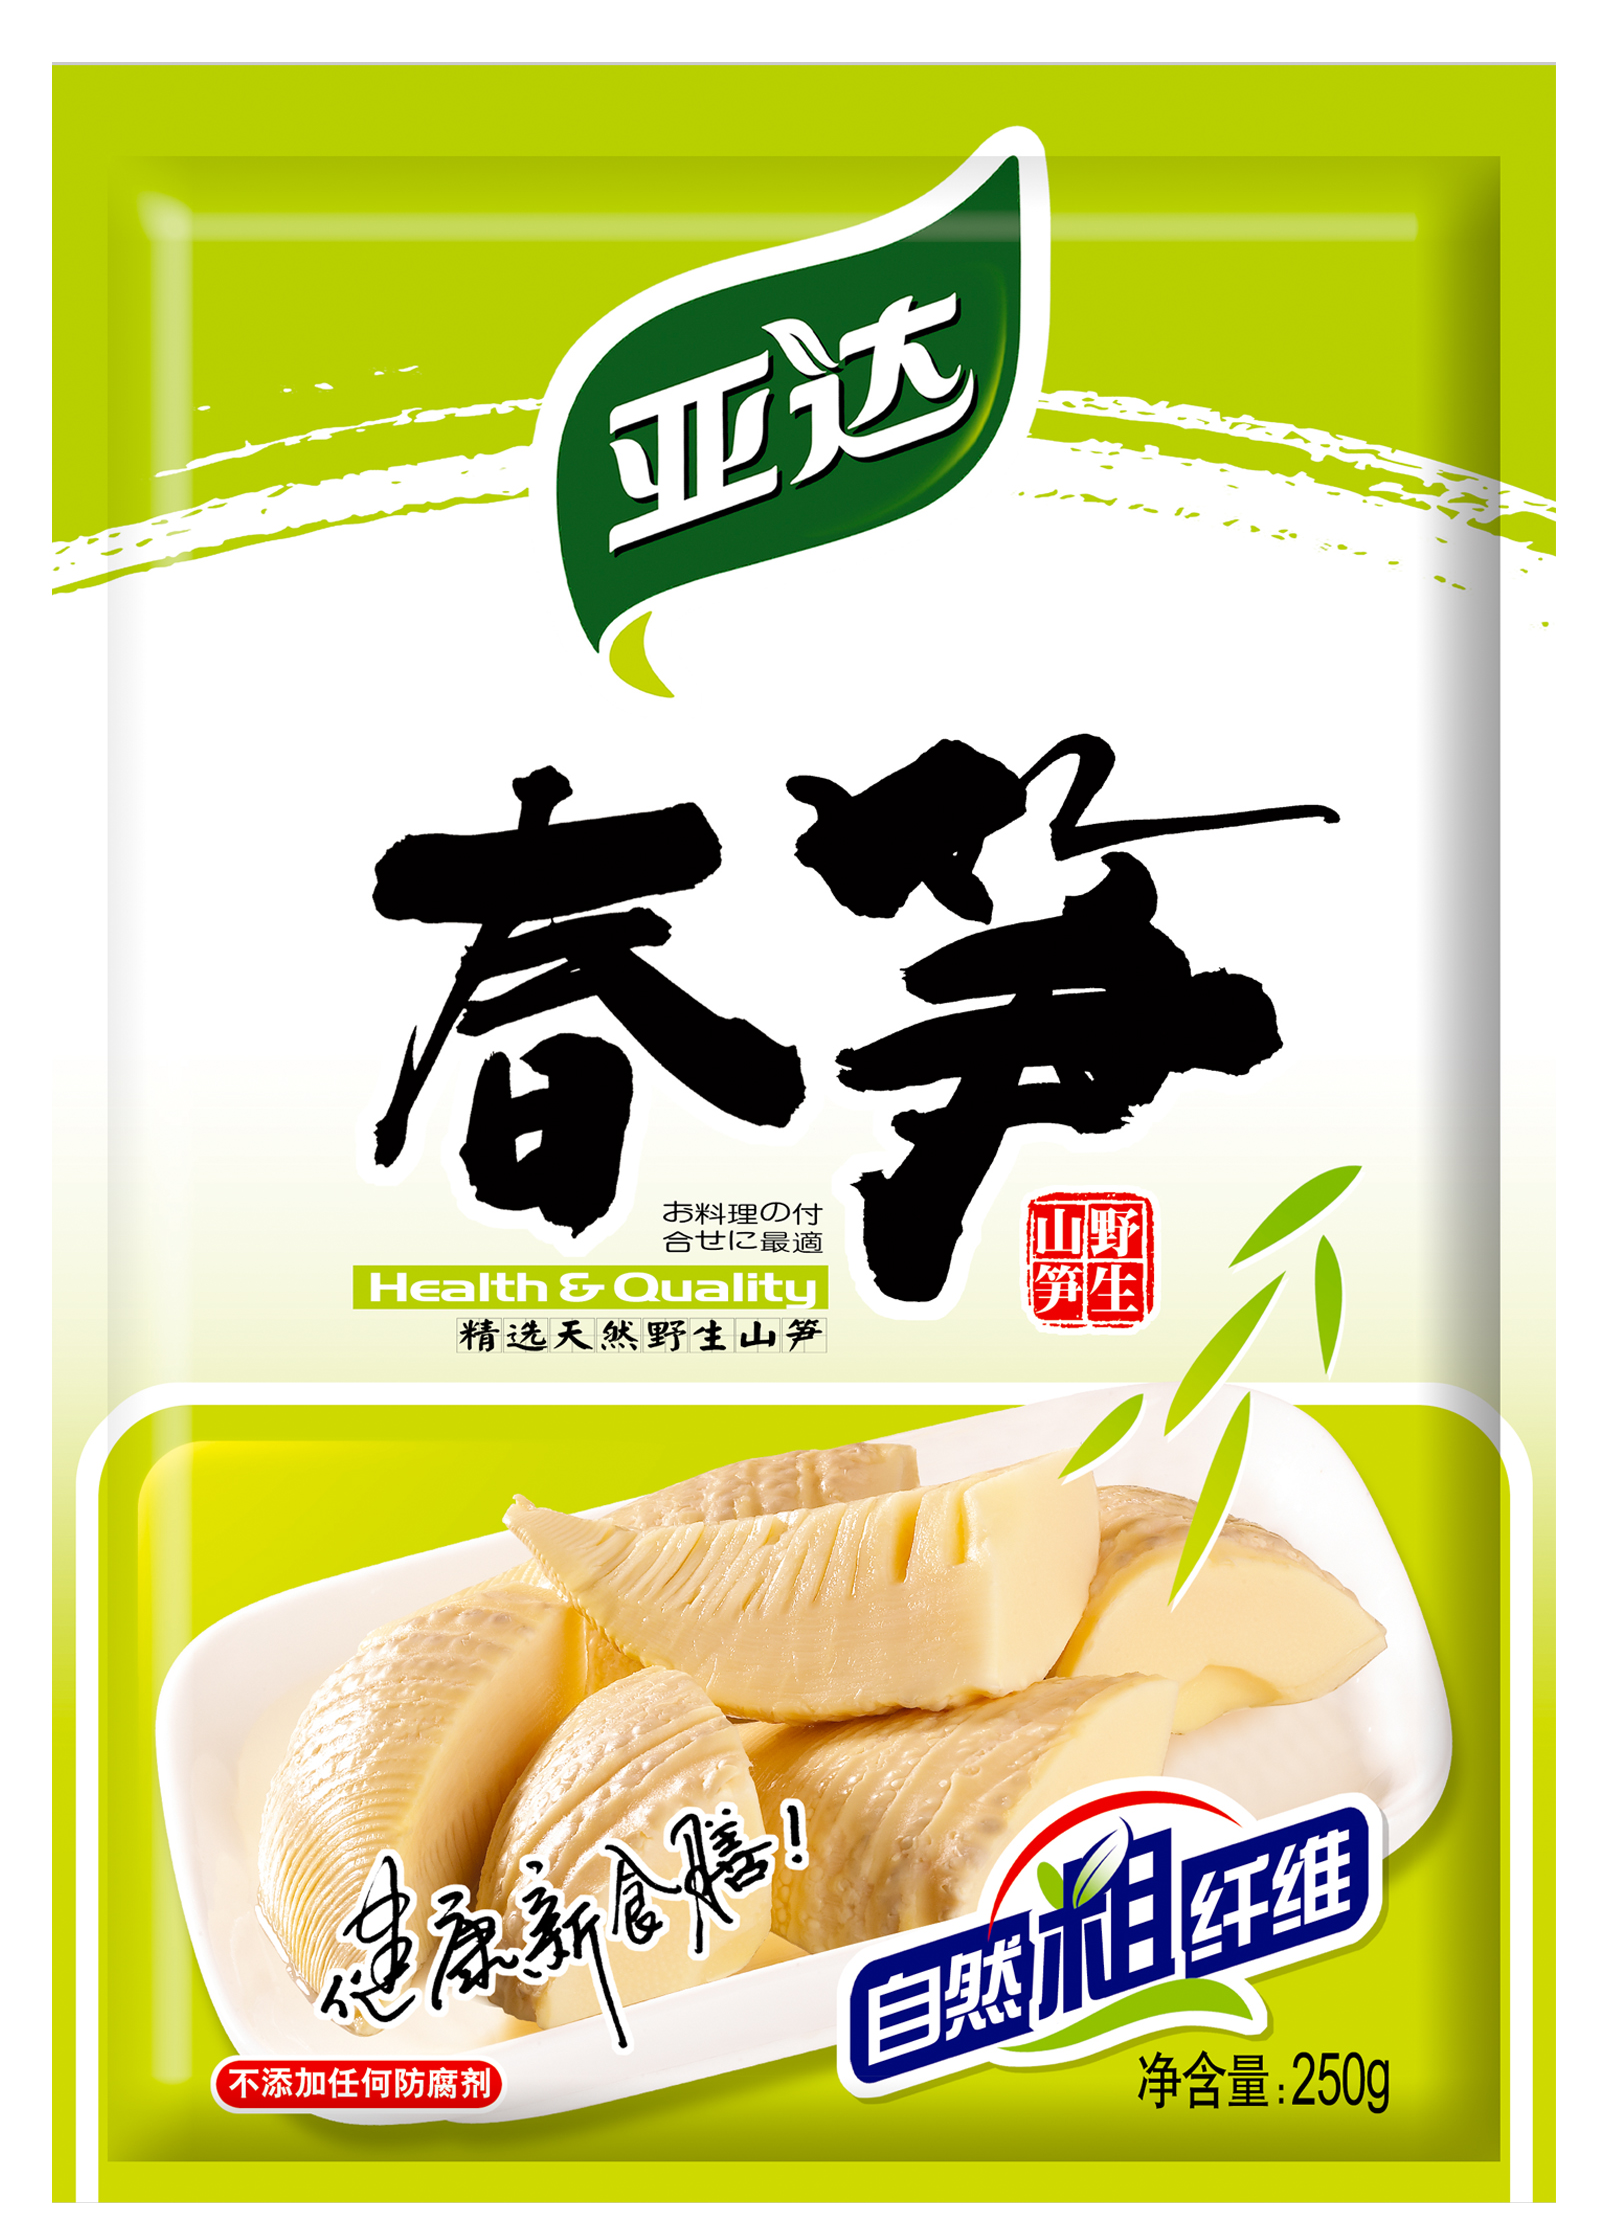 亚达
春笋
お料理の付
合せに最適
Health & Quality
精选天然野生山笋
野生
山笋
健康新食膳!
自然粗纤维
不添加任何防腐剂
净含量:250g